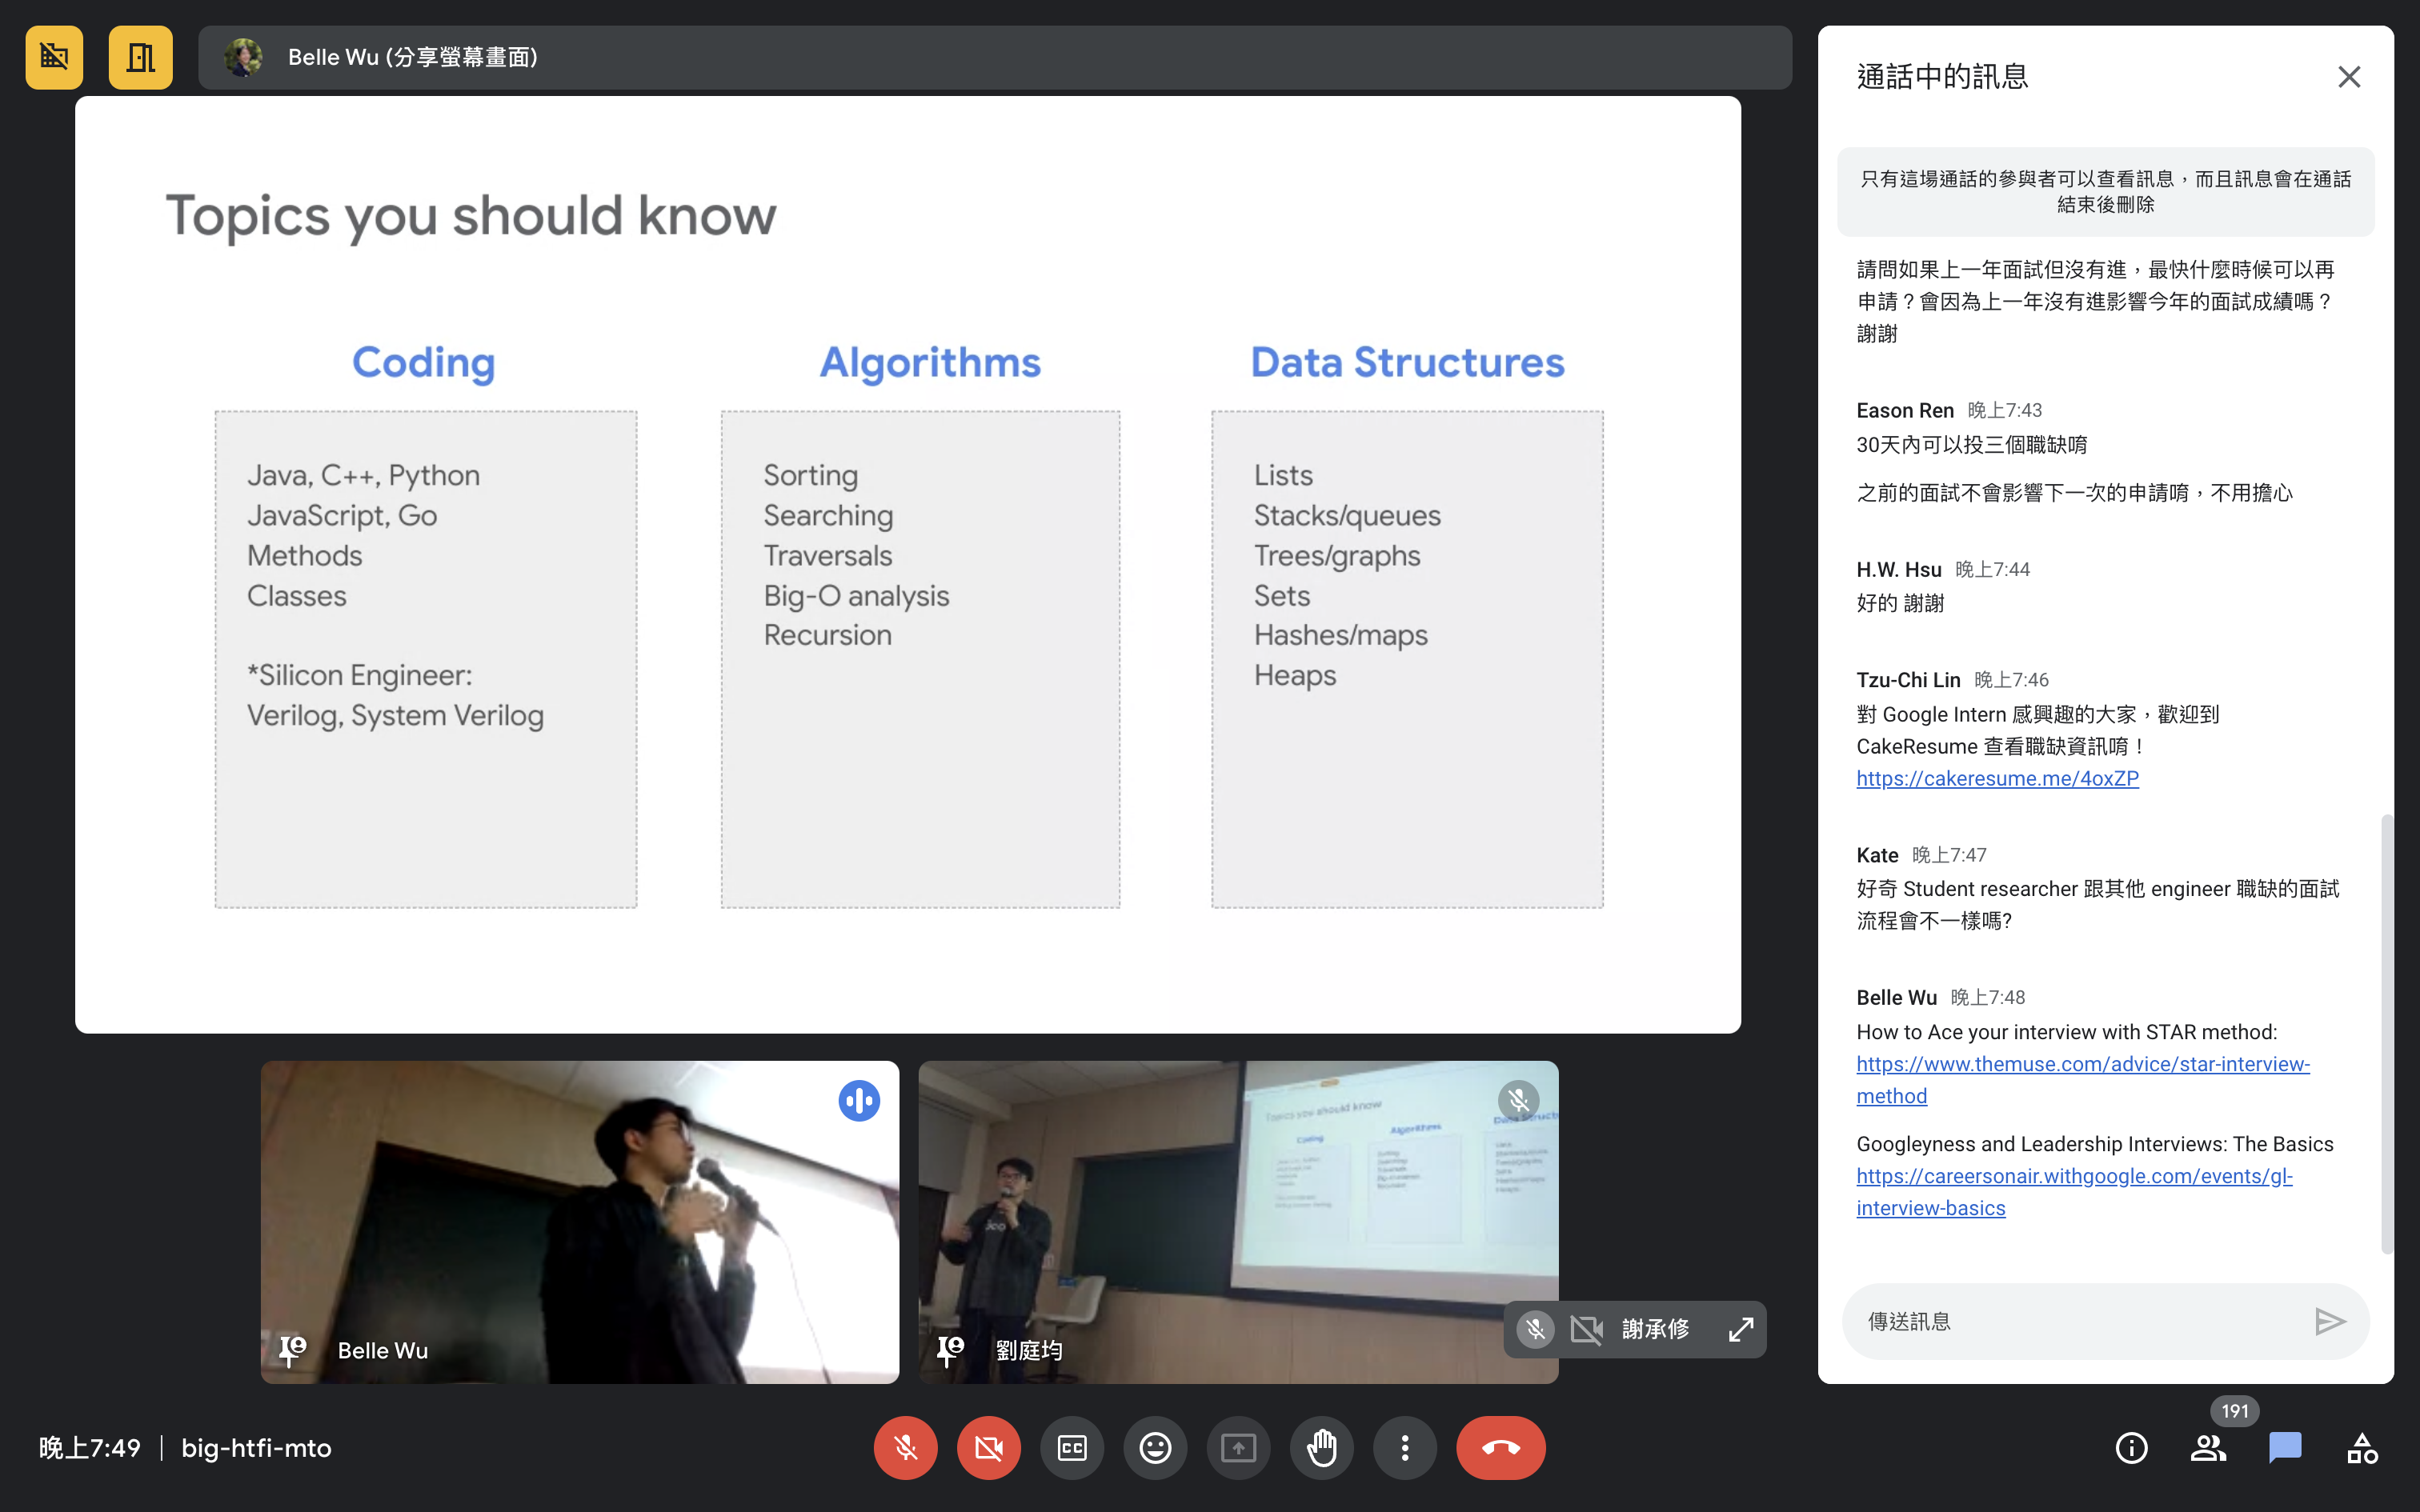 Belle Wu (分享螢幕畫面)
Topics you should know
Coding
Java, C++, Python
JavaScript, Go
Methods
Classes
*Silicon Engineer:
Verilog, System Verilog
Algorithms
Sorting
Searching
Traversals
Big-O analysis
Recursion
Data Structures
Lists
Stacks/queues
Trees/graphs
Sets
Hashes/maps
Heaps
Belle Wu
Topics you should know
Coding
Algorithms
劉庭均
謝承修
晚上7:49 | big-htfi-mto
CC
通話中的訊息
只有這場通話的參與者可以查看訊息，而且訊息會在通話
結束後刪除
請問如果上一年面試但沒有進，最快什麼時候可以再
申請？會因為上一年沒有進影響今年的面試成績嗎？
謝謝
Eason Ren 晚上7:43
30天內可以投三個職缺唷
之前的面試不會影響下一次的申請唷，不用擔心
H.W. Hsu 晚上7:44
好的 謝謝
Tzu-Chi Lin 晚上7:46
對 Google Intern 感興趣的大家，歡迎到
CakeResume 查看職缺資訊唷！
https://cakeresume.me/4oxZP
Kate 晚上7:47
好奇 Student researcher 跟其他 engineer 職缺的面試
流程會不一樣嗎?
Belle Wu 晚上7:48
How to Ace your interview with STAR method:
https://www.themuse.com/advice/star-interview-
method
Googleyness and Leadership Interviews: The Basics
https://careersonair.withgoogle.com/events/gl-
interview-basics
傳送訊息
191